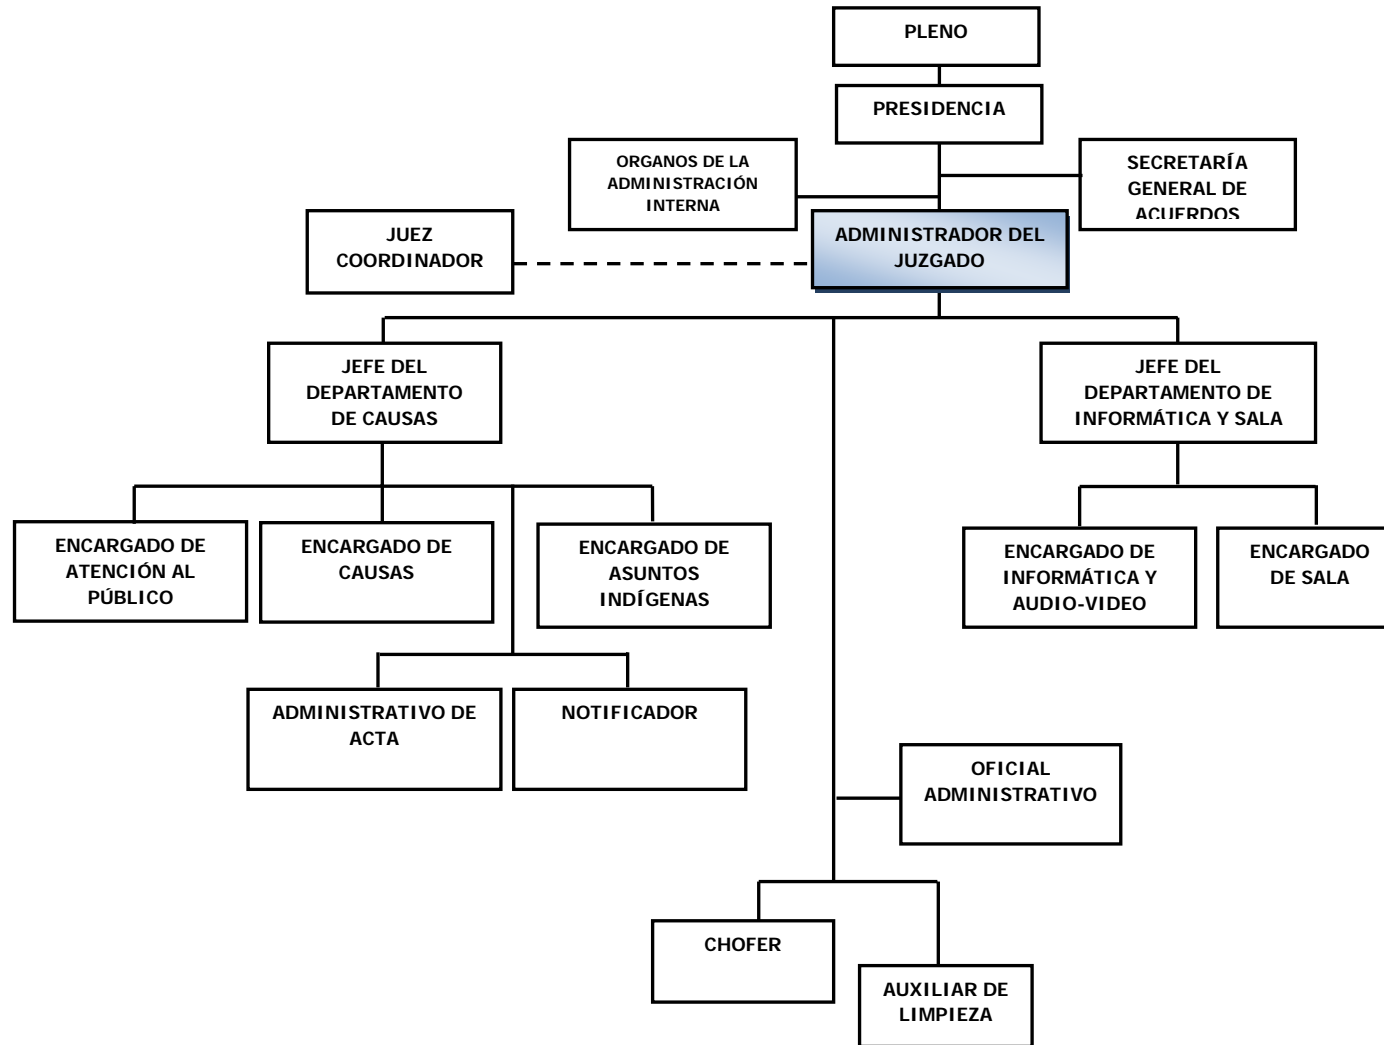 PLENO
PRESIDENCIA
ORGANOS DE LA
ADMINISTRACIÓN
INTERNA
SECRETARÍA
GENERAL DE
ACUERDOS
JUEZ
COORDINADOR
ADMINISTRADOR DEL
JUZGADO
JEFE DEL
DEPARTAMENTO
DE CAUSAS
JEFE DEL
DEPARTAMENTO DE
INFORMÁTICA Y SALA
ENCARGADO DE
ATENCIÓN AL
PÚBLICO
ENCARGADO DE
CAUSAS
ENCARGADO DE
ASUNTOS
INDÍGENAS
ENCARGADO DE
INFORMÁTICA Y
AUDIO-VIDEO
ENCARGADO
DE SALA
ADMINISTRATIVO DE
ACTA
NOTIFICADOR
OFICIAL
ADMINISTRATIVO
CHOFER
AUXILIAR DE
LIMPIEZA